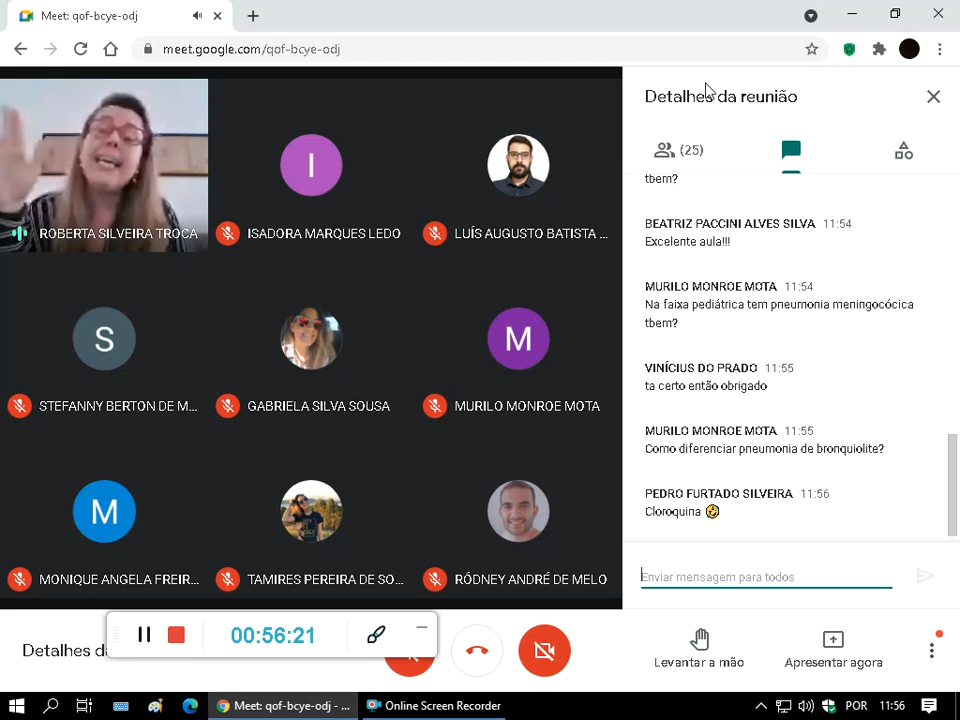 Meet: qof-bcye-odj
meet.google.com/qof-bcye-odj
ROBERTA SILVEIRA TROCA
I
ISADORA MARQUES LEDO
LUÍS AUGUSTO BATISTA ...
S
STEFANNY BERTON DE M...
GABRIELA SILVA SOUSA
M
MURILO MONROE MOTA
M
MONIQUE ANGELA FREIR...
TAMIRES PEREIRA DE SO...
RÓDNEY ANDRÉ DE MELO
Detalhes da reunião
(25)
tbem?
BEATRIZ PACCINI ALVES SILVA 11:54
Excelente aula!!!
MURILO MONROE MOTA 11:54
Na faixa pediátrica tem pneumonia meningocócica
tbem?
VINÍCIUS DO PRADO 11:55
ta certo então obrigado
MURILO MONROE MOTA 11:55
Como diferenciar pneumonia de bronquiolite?
PEDRO FURTADO SILVEIRA 11:56
Cloroquina 🤣
Enviar mensagem para todos
Detalhes da
00:56:21
Levantar a mão
Apresentar agora
Meet: qof-bcye-odj - ...
Online Screen Recorder
POR
11:56